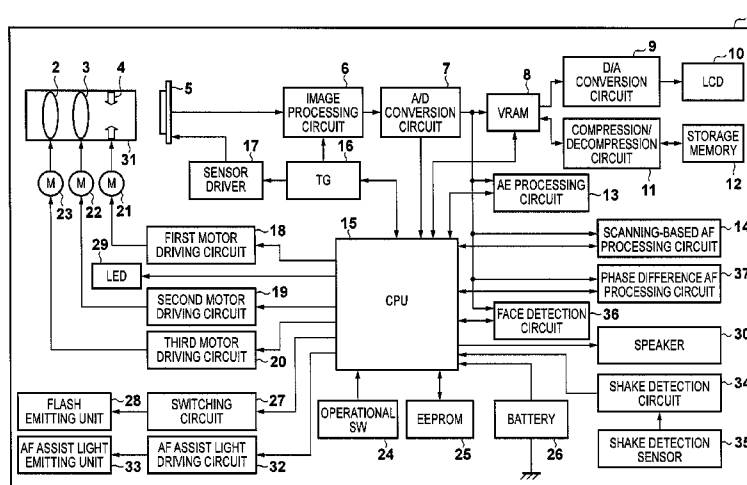 2
3
4
5
6
IMAGE
PROCESSING
CIRCUIT
7
A/D
CONVERSION
CIRCUIT
8
VRAM
9
D/A
CONVERSION
CIRCUIT
10
LCD
COMPRESSION/
DECOMPRESSION
CIRCUIT
11
STORAGE
MEMORY
12
31
17
SENSOR
DRIVER
16
TG
AE PROCESSING
CIRCUIT
13
M
M
M
23
22
21
18
FIRST MOTOR
DRIVING CIRCUIT
29
LED
SECOND MOTOR
DRIVING CIRCUIT
19
THIRD MOTOR
DRIVING CIRCUIT
20
15
CPU
SCANNING-BASED AF
PROCESSING CIRCUIT
14
PHASE DIFFERENCE AF
PROCESSING CIRCUIT
37
FACE DETECTION
CIRCUIT
36
SPEAKER
30
SHAKE DETECTION
CIRCUIT
34
SHAKE DETECTION
SENSOR
35
FLASH
EMITTING UNIT
28
SWITCHING
CIRCUIT
27
AF ASSIST LIGHT
EMITTING UNIT
33
AF ASSIST LIGHT
DRIVING CIRCUIT
32
OPERATIONAL
SW
24
EEPROM
25
BATTERY
26